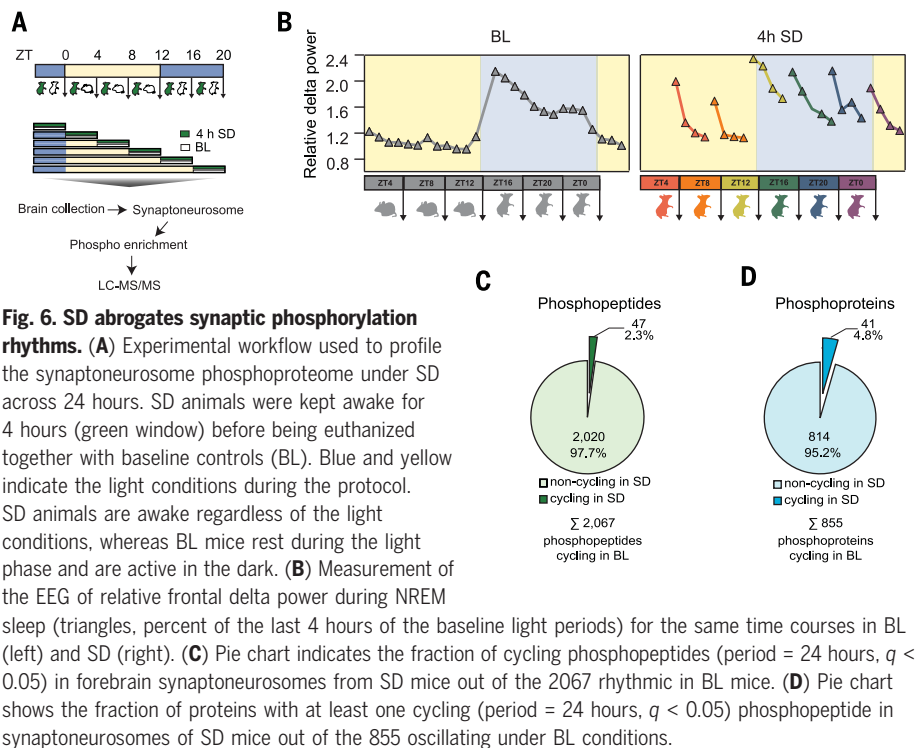 A
ZT 0 4 8 12 16 20
4 h SD
BL
Brain collection → Synaptoneurosome
Phospho enrichment
LC-MS/MS
B
BL
4h SD
Relative delta power
2.4
2.0
1.6
1.2
0.8
ZT4 ZT8 ZT12 ZT16 ZT20 ZT0
ZT4 ZT8 ZT12 ZT16 ZT20 ZT0
C
Phosphopeptides
47
2.3%
2,020
97.7%
non-cycling in SD
cycling in SD
∑ 2,067
phosphopeptides
cycling in BL
D
Phosphoproteins
41
4.8%
814
95.2%
non-cycling in SD
cycling in SD
∑ 855
phosphoproteins
cycling in BL
Fig. 6. SD abrogates synaptic phosphorylation
rhythms. (A) Experimental workflow used to profile
the synaptoneurosome phosphoproteome under SD
across 24 hours. SD animals were kept awake for
4 hours (green window) before being euthanized
together with baseline controls (BL). Blue and yellow
indicate the light conditions during the protocol.
SD animals are awake regardless of the light
conditions, whereas BL mice rest during the light
phase and are active in the dark. (B) Measurement of
the EEG of relative frontal delta power during NREM
sleep (triangles, percent of the last 4 hours of the baseline light periods) for the same time courses in BL
(left) and SD (right). (C) Pie chart indicates the fraction of cycling phosphopeptides (period = 24 hours, q <
0.05) in forebrain synaptoneurosomes from SD mice out of the 2067 rhythmic in BL mice. (D) Pie chart
shows the fraction of proteins with at least one cycling (period = 24 hours, q < 0.05) phosphopeptide in
synaptoneurosomes of SD mice out of the 855 oscillating under BL conditions.